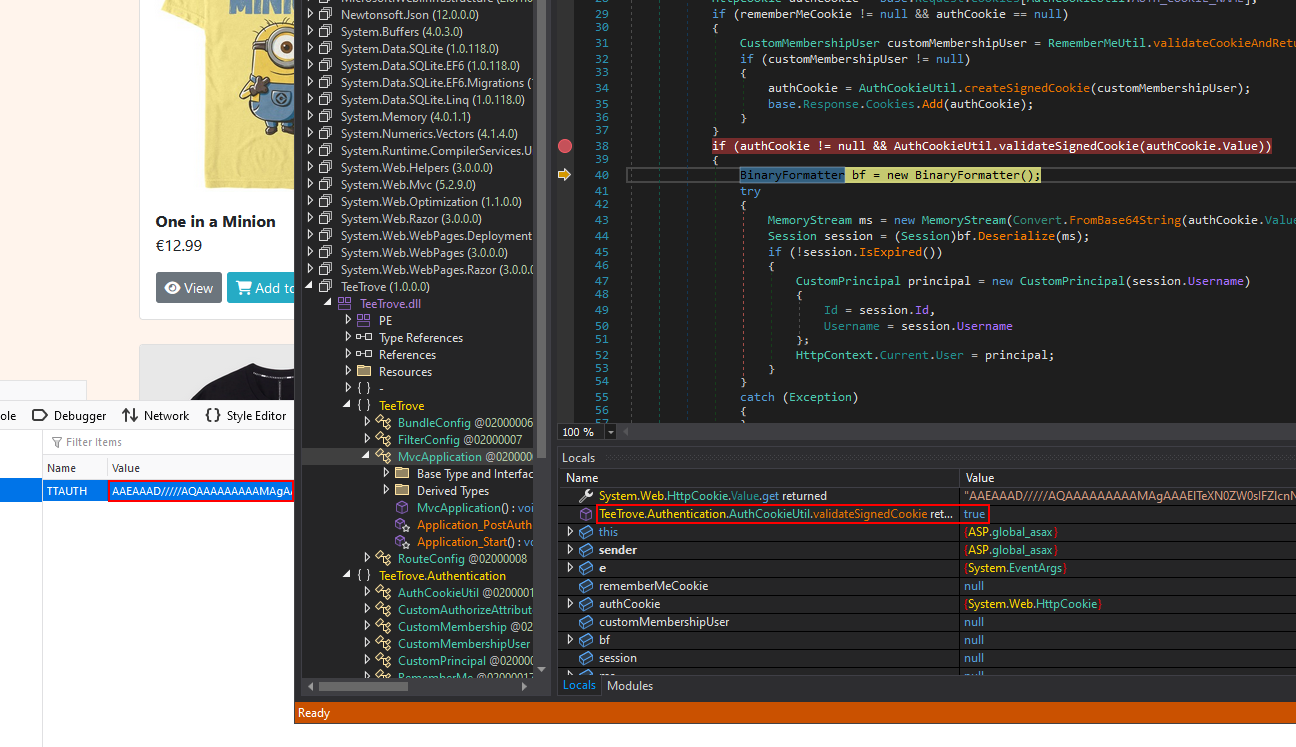 MINION
One in a Minion
€12.99
View
Add to
ole
Debugger
Network
Style Editor
Filter Items
Name
Value
TTAUTH
AAEAAAD/////AQAAAAAAAAAMAgAA
Newtonsoft.Json (12.0.0.0)
System.Buffers (4.0.3.0)
System.Data.SQLite (1.0.118.0)
System.Data.SQLite.EF6 (1.0.118.0)
System.Data.SQLite.EF6.Migrations (
System.Data.SQLite.Linq (1.0.118.0)
System.Memory (4.0.1.1)
System.Numerics.Vectors (4.1.4.0)
System.Runtime.CompilerServices.U
System.Web.Helpers (3.0.0.0)
System.Web.Mvc (5.2.9.0)
System.Web.Optimization (1.1.0.0)
System.Web.Razor (3.0.0.0)
System.Web.WebPages.Deployment
System.Web.WebPages (3.0.0.0)
System.Web.WebPages.Razor (3.0.0.0
TeeTrove (1.0.0.0)
TeeTrove.dll
PE
Type References
References
Resources
{ } -
{ } TeeTrove
BundleConfig @02000006
FilterConfig @02000007
MvcApplication @020000
Base Type and Interfac
Derived Types
MvcApplication() : voi
Application_PostAuth
Application_Start() : vo
RouteConfig @02000008
{ } TeeTrove.Authentication
AuthCookieUtil @0200001
CustomAuthorizeAttribut
CustomMembership @02
CustomMembershipUser
CustomPrincipal @020000
29 if (rememberMeCookie != null && authCookie == null)
30 {
31 CustomMembershipUser customMembershipUser = RememberMeUtil.validateCookieAndRetu
32 if (customMembershipUser != null)
33 {
34 authCookie = AuthCookieUtil.createSignedCookie(customMembershipUser);
35 base.Response.Cookies.Add(authCookie);
36 }
37 }
38 if (authCookie != null && AuthCookieUtil.validateSignedCookie(authCookie.Value))
39 {
40 BinaryFormatter bf = new BinaryFormatter();
41 try
42 {
43 MemoryStream ms = new MemoryStream(Convert.FromBase64String(authCookie.Value
44 Session session = (Session)bf.Deserialize(ms);
45 if (!session.IsExpired())
46 {
47 CustomPrincipal principal = new CustomPrincipal(session.Username)
48 {
49 Id = session.Id,
50 Username = session.Username
51 };
52 HttpContext.Current.User = principal;
53 }
54 }
55 catch (Exception)
56 {
100 %
Locals
Name
Value
System.Web.HttpCookie.Value.get returned
"AAEAAAD/////AQAAAAAAAAAMAgAAAEITeXN0ZW0sIFZlcnN
TeeTrove.Authentication.AuthCookieUtil.validateSignedCookie ret...
true
this
{ASP.global_asax}
sender
{ASP.global_asax}
e
{System.EventArgs}
rememberMeCookie
null
authCookie
{System.Web.HttpCookie}
customMembershipUser
null
bf
null
session
null
Locals
Modules
Ready